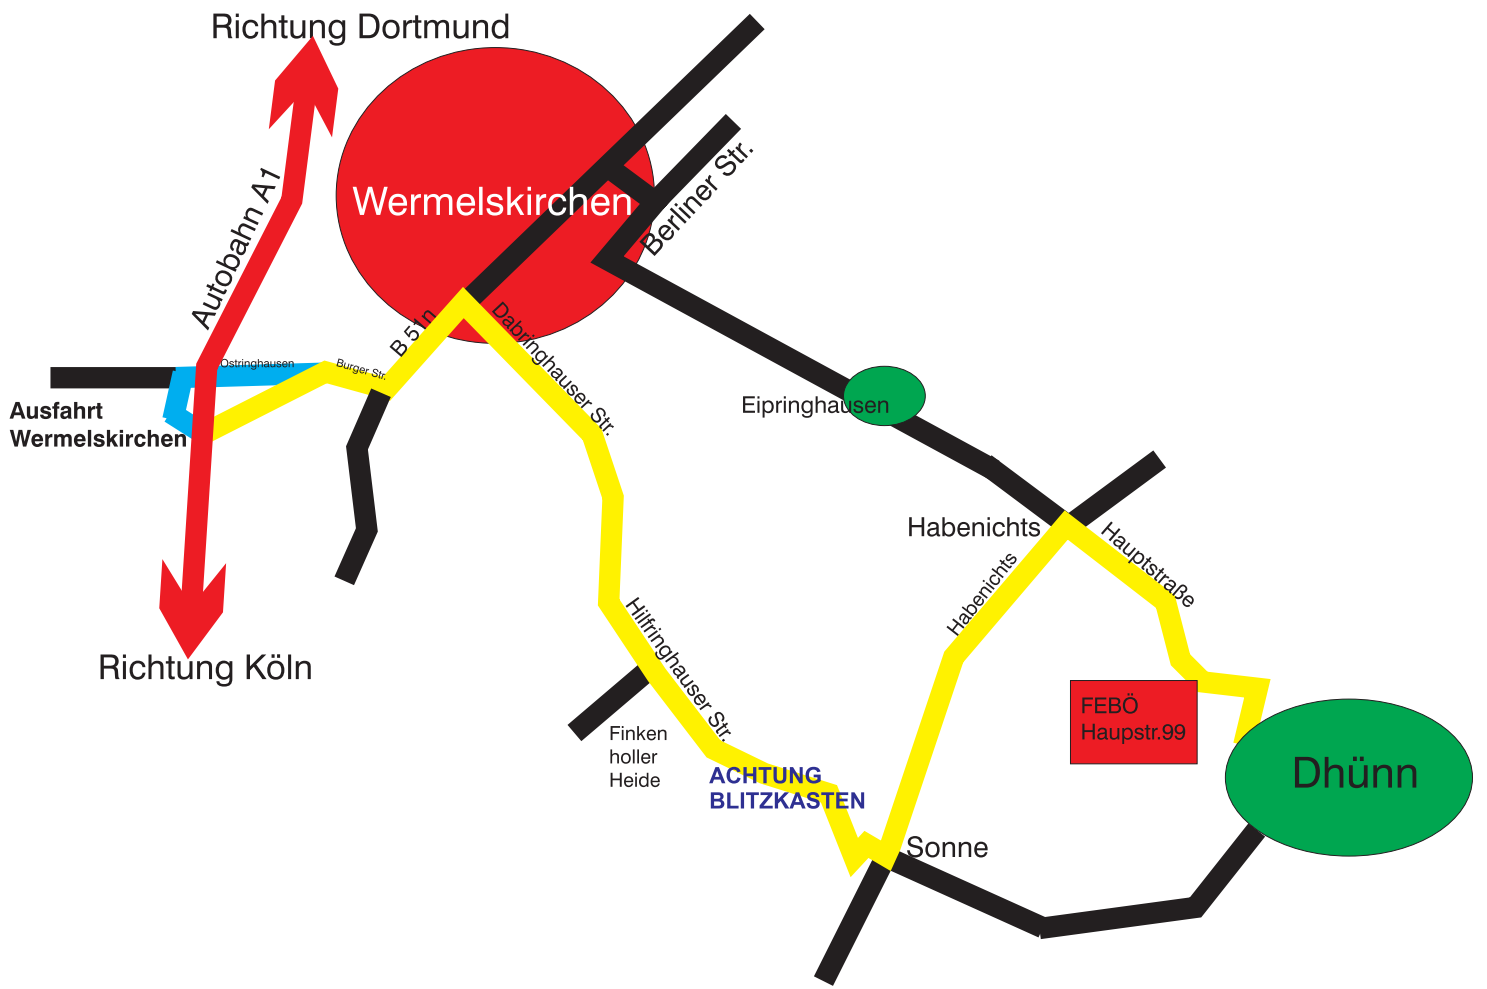 Richtung Dortmund
Autobahn A1
Wermelskirchen
Berliner Str.
B 51n
Dabringhauser Str.
Ostringhausen
Burger Str.
Ausfahrt
Wermelskirchen
Eipringhausen
Habenichts
Hauptstraße
Habenichts
Hilfringhauser Str.
Richtung Köln
FEBÖ
Haupstr.99
Finken
holler
Heide
ACHTUNG
BLITZKASTEN
Dhünn
Sonne